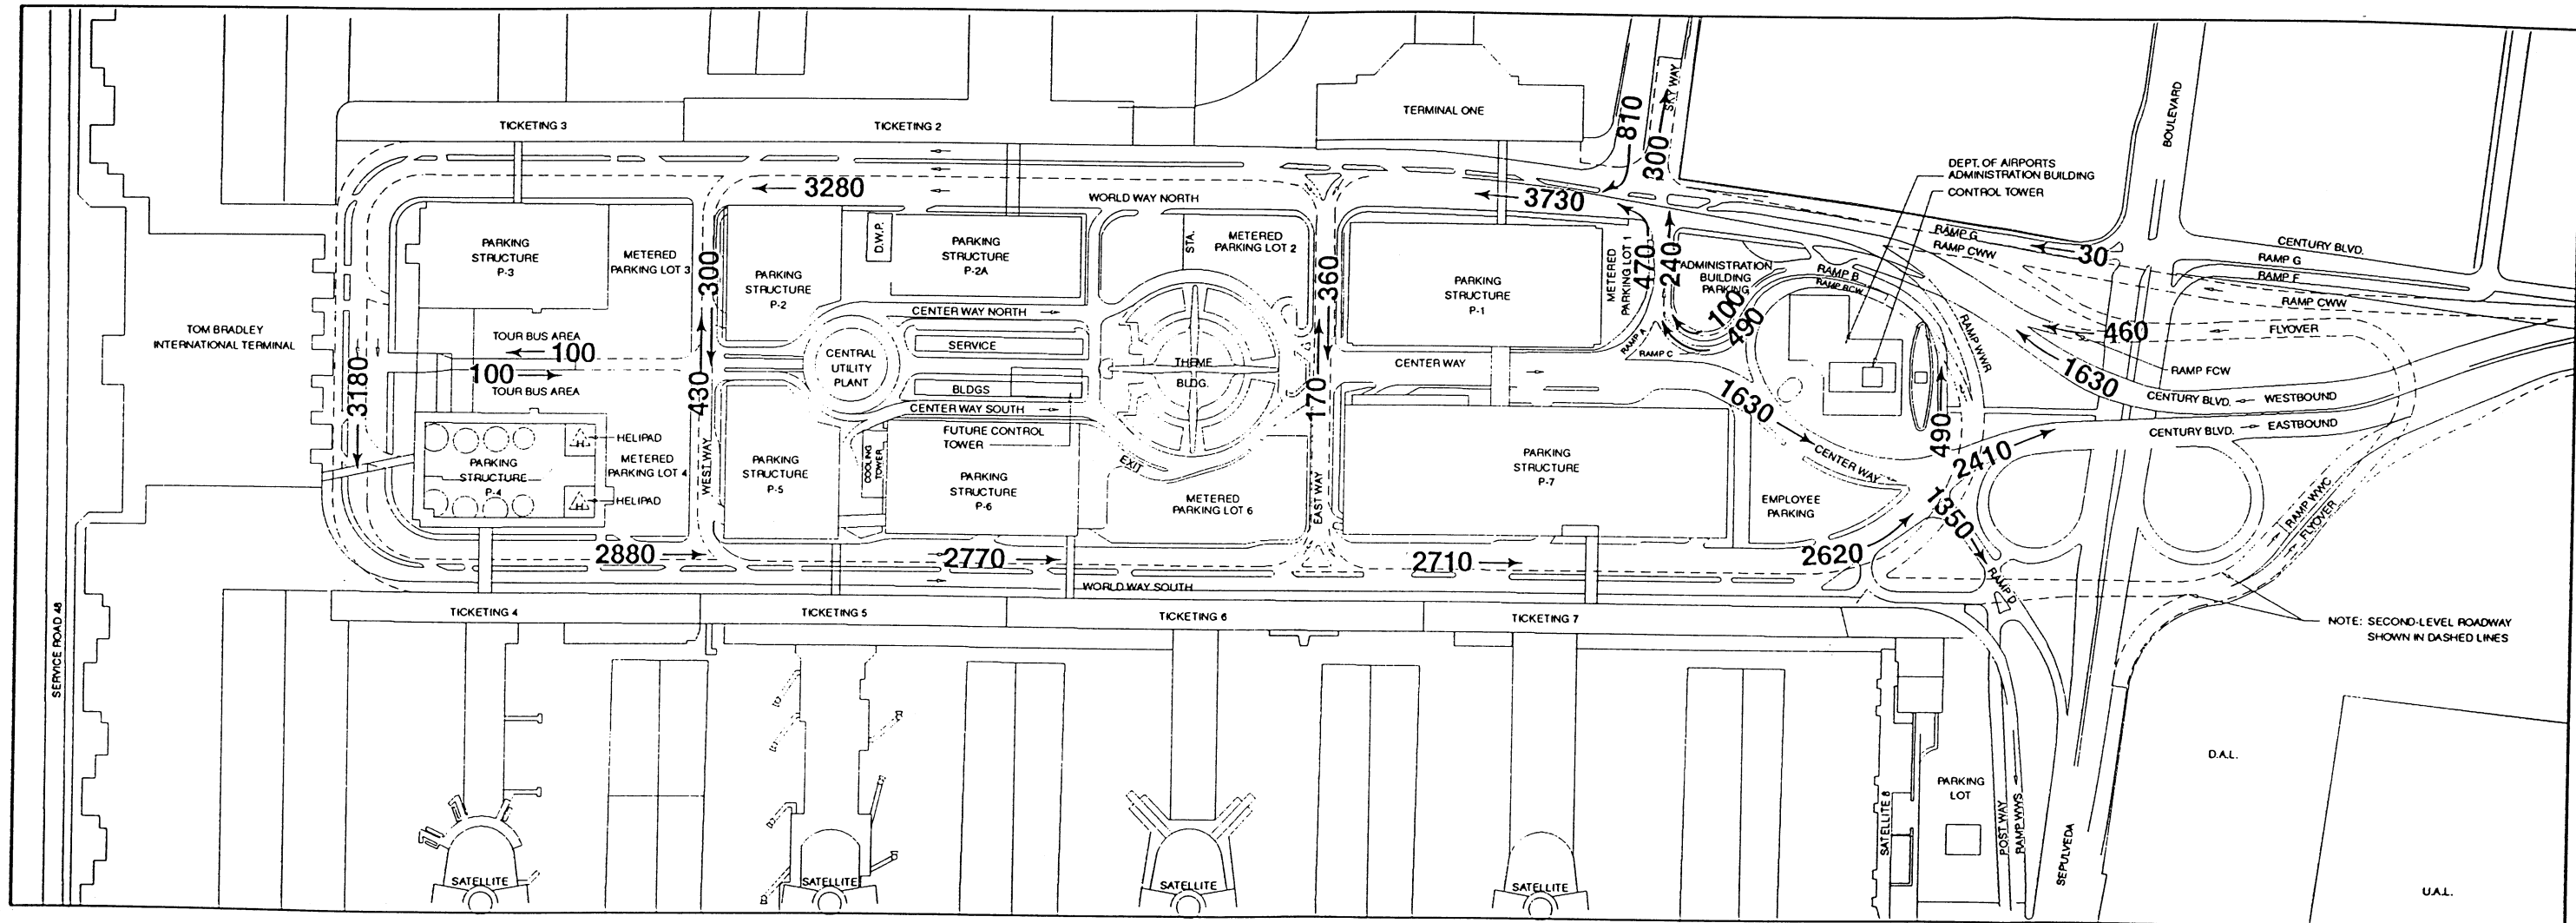 TICKETING 3
TICKETING 2
TERMINAL ONE
810
300
SKY WAY
BOULEVARD
DEPT. OF AIRPORTS
ADMINISTRATION BUILDING
CONTROL TOWER
3280
WORLD WAY NORTH
3730
PARKING
STRUCTURE
P-3
METERED
PARKING LOT 3
300
PARKING
STRUCTURE
P-2
D.W.P.
PARKING
STRUCTURE
P-2A
STA.
METERED
PARKING LOT 2
360
PARKING
STRUCTURE
P-1
METERED
PARKING LOT 1
470
240
ADMINISTRATION
BUILDING
PARKING
100
490
RAMP A
RAMP C
RAMP B
RAMP BCW
RAMP WWR
RAMP G
RAMP CWW
30
CENTURY BLVD.
RAMP G
RAMP F
RAMP CWW
FLYOVER
460
RAMP FCW
1630
CENTURY BLVD.
WESTBOUND
CENTURY BLVD.
EASTBOUND
TOM BRADLEY
INTERNATIONAL TERMINAL
TOUR BUS AREA
100
100
TOUR BUS AREA
3180
430
WEST WAY
CENTER WAY NORTH
SERVICE
BLDGS
CENTER WAY SOUTH
CENTRAL
UTILITY
PLANT
THEME
BLDG.
170
EAST WAY
CENTER WAY
1630
CENTER WAY
490
2410
1350
RAMP D
HELIPAD
HELIPAD
H
H
PARKING
STRUCTURE
P-4
METERED
PARKING LOT 4
PARKING
STRUCTURE
P-5
COOLING
TOWER
FUTURE CONTROL
TOWER
PARKING
STRUCTURE
P-6
EXIT
METERED
PARKING LOT 6
PARKING
STRUCTURE
P-7
EMPLOYEE
PARKING
2620
RAMP WWC
FLYOVER
2880
2770
2710
WORLD WAY SOUTH
TICKETING 4
TICKETING 5
TICKETING 6
TICKETING 7
NOTE: SECOND-LEVEL ROADWAY
SHOWN IN DASHED LINES
SERVICE ROAD 48
SATELLITE
SATELLITE
SATELLITE
SATELLITE
SATELLITE 8
PARKING
LOT
POST WAY
RAMP WWS
SEPULVEDA
D.A.L.
U.A.L.